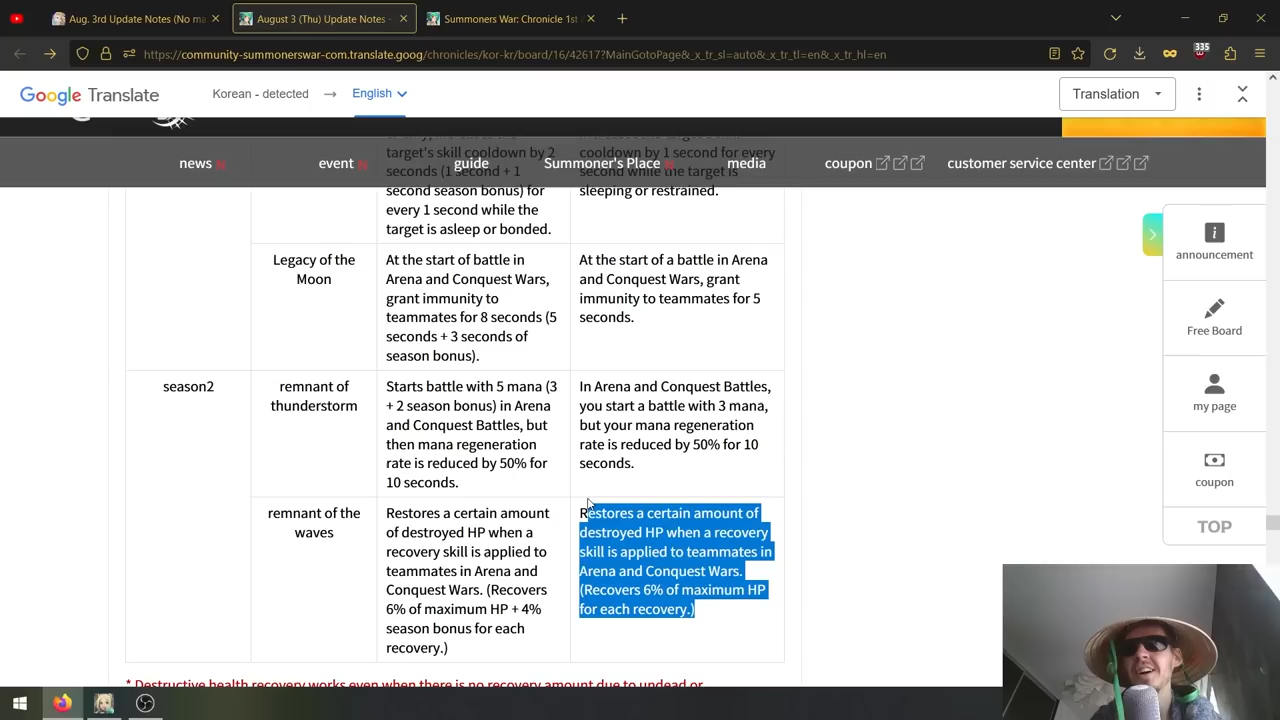 Aug. 3rd Update Notes (No ma
August 3 (Thu) Update Notes -
Summoners War: Chronicle 1st A
https://community-summonerswar-com.translate.goog/chronicles/kor-kr/board/16/42617?MainGotoPage&_x_tr_sl=auto&_x_tr_tl=en&_x_tr_hl=en
335
Google Translate
Korean - detected
English
Translation
news
event
guide
Summoner's Place
media
coupon
customer service center
target's skill cooldown by 2
seconds (1 second + 1
second season bonus) for
every 1 second while the
target is asleep or bonded.
cooldown by 1 second for every
second while the target is
sleeping or restrained.
Legacy of the
Moon
At the start of battle in
Arena and Conquest Wars,
grant immunity to
teammates for 8 seconds (5
seconds + 3 seconds of
season bonus).
At the start of a battle in Arena
and Conquest Wars, grant
immunity to teammates for 5
seconds.
season2
remnant of
thunderstorm
Starts battle with 5 mana (3
+ 2 season bonus) in Arena
and Conquest Battles, but
then mana regeneration
rate is reduced by 50% for
10 seconds.
In Arena and Conquest Battles,
you start a battle with 3 mana,
but your mana regeneration
rate is reduced by 50% for 10
seconds.
remnant of the
waves
Restores a certain amount
of destroyed HP when a
recovery skill is applied to
teammates in Arena and
Conquest Wars. (Recovers
6% of maximum HP + 4%
season bonus for each
recovery.)
Restores a certain amount of
destroyed HP when a recovery
skill is applied to teammates in
Arena and Conquest Wars.
(Recovers 6% of maximum HP
for each recovery.)
* Destructive health recovery works even when there is no recovery amount due to undead or
announcement
Free Board
my page
coupon
TOP